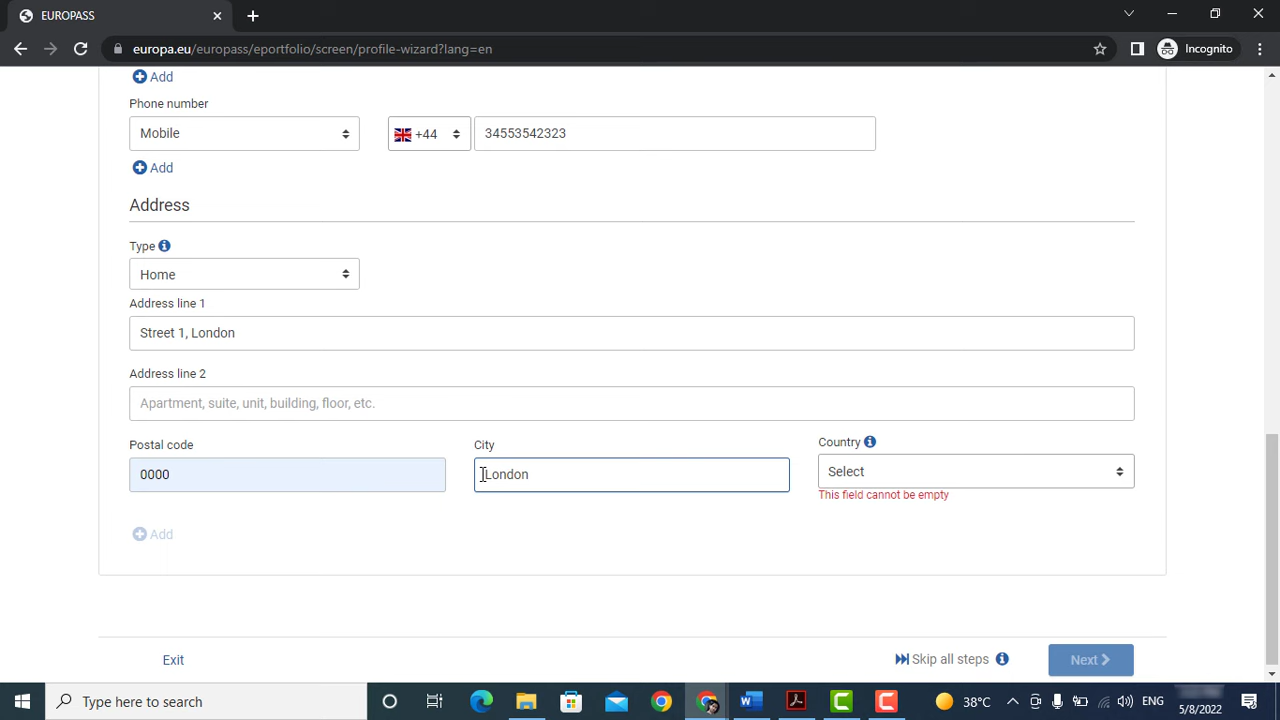 EUROPASS
europa.eu/europass/eportfolio/screen/profile-wizard?lang=en
Incognito
Add
Phone number
Mobile
+44
34553542323
Add
Address
Type
Home
Address line 1
Street 1, London
Address line 2
Apartment, suite, unit, building, floor, etc.
Postal code
City
Country
0000
London
Select
This field cannot be empty
Add
Exit
Skip all steps
Next
Type here to search
38°C
ENG
5/8/2022